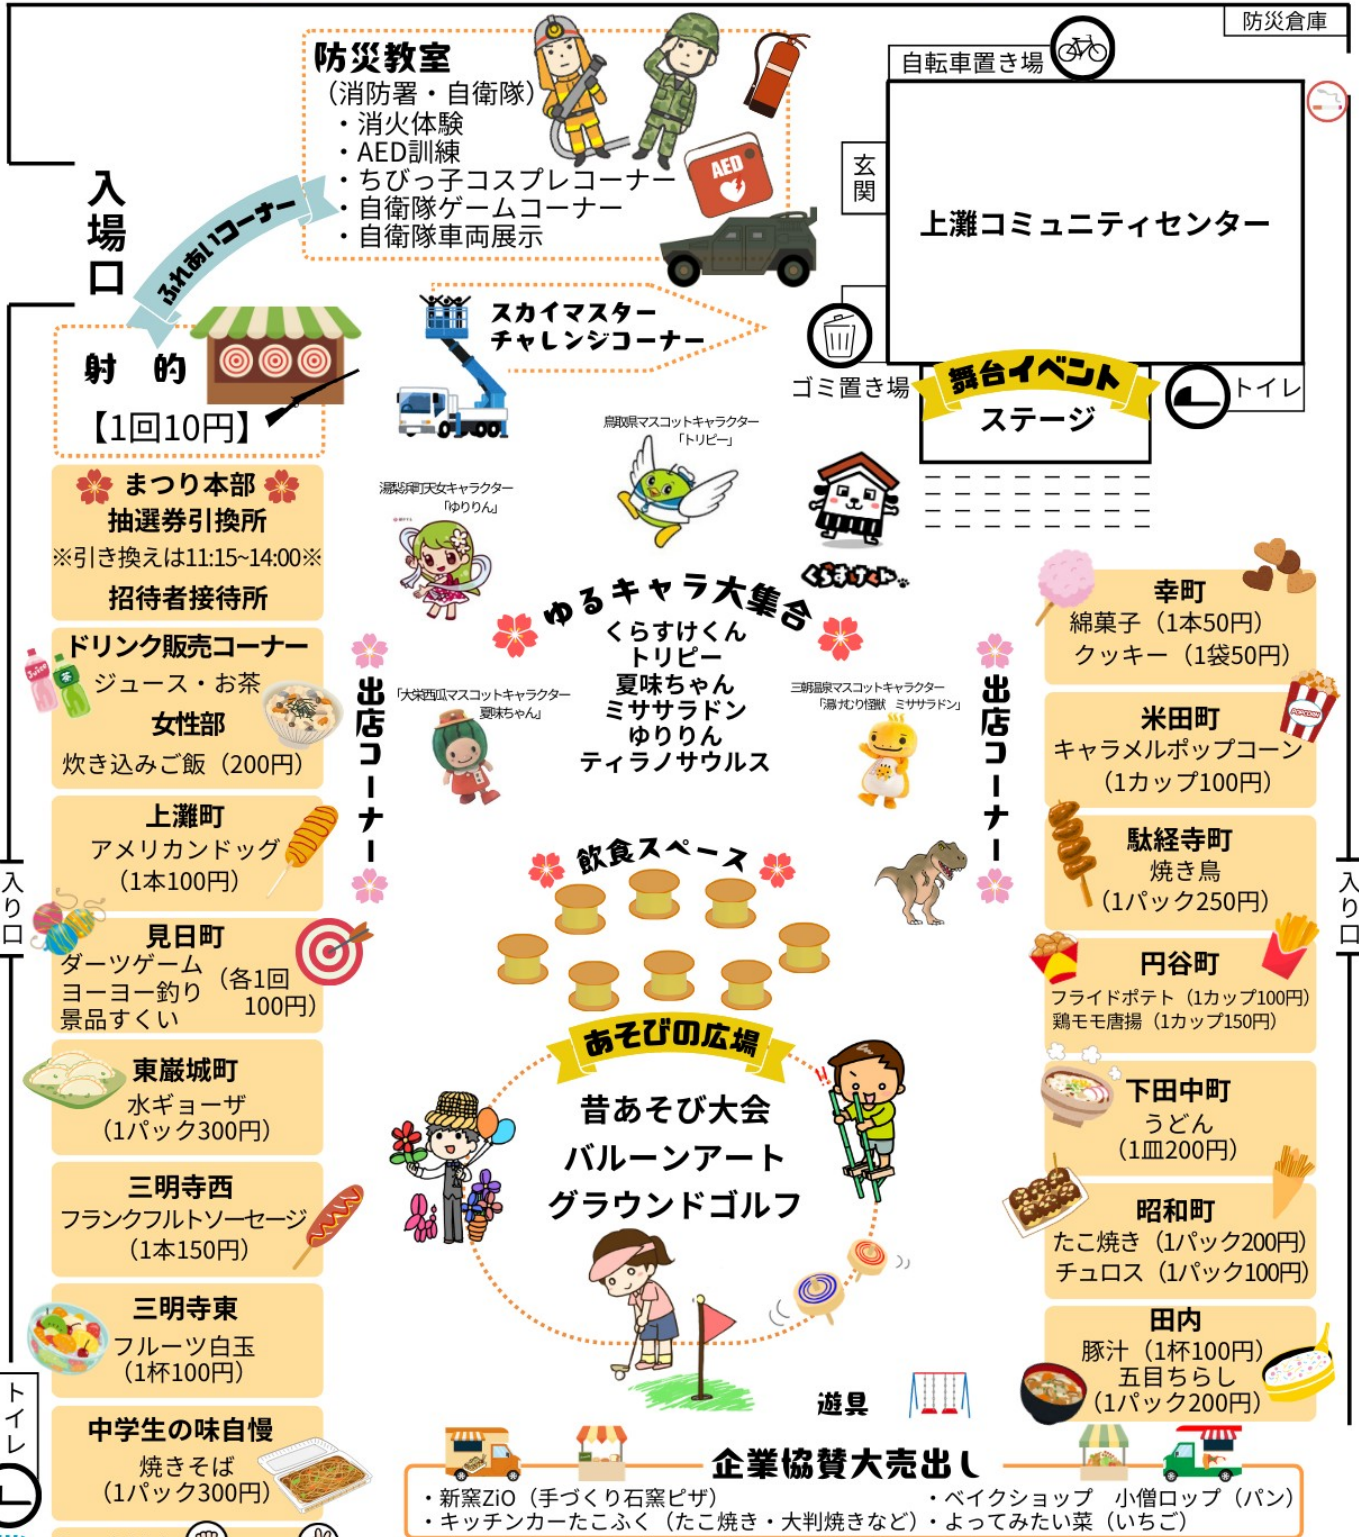 防災倉庫
自転車置き場
防災教室
（消防署・自衛隊）
・消火体験
・AED訓練
・ちびっ子コスプレコーナー
・自衛隊ゲームコーナー
・自衛隊車両展示
AED
玄関
上灘コミュニティセンター
入場口
ふれあいコーナー
スカイマスター
チャレンジコーナー
ゴミ置き場
舞台イベント
ステージ
トイレ
射的
【1回10円】
まつり本部
抽選券引換所
※引き換えは11:15~14:00※
招待者接待所
ドリンク販売コーナー
ジュース・お茶
女性部
炊き込みご飯（200円）
上灘町
アメリカンドッグ
（1本100円）
見日町
ダーツゲーム
ヨーヨー釣り
景品すくい
（各1回
100円）
東巌城町
水ギョーザ
（1パック300円）
三明寺西
フランクフルトソーセージ
（1本150円）
三明寺東
フルーツ白玉
（1杯100円）
中学生の味自慢
焼きそば
（1パック300円）
入り口
トイレ
出店コーナー
鳥取県マスコットキャラクター
「トリピー」
湯梨浜町天女キャラクター
「ゆりりん」
くらすけくん
ゆるキャラ大集合
くらすけくん
トリピー
夏味ちゃん
ミササラドン
ゆりりん
ティラノサウルス
「大栄西瓜マスコットキャラクター
夏味ちゃん」
三朝温泉マスコットキャラクター
「湯けむり怪獣　ミササラドン」
飲食スペース
あそびの広場
昔あそび大会
バルーンアート
グラウンドゴルフ
遊具
出店コーナー
幸町
綿菓子（1本50円）
クッキー（1袋50円）
米田町
キャラメルポップコーン
（1カップ100円）
POPCORN
駄経寺町
焼き鳥
（1パック250円）
円谷町
フライドポテト（1カップ100円）
鶏モモ唐揚（1カップ150円）
下田中町
うどん
（1皿200円）
昭和町
たこ焼き（1パック200円）
チュロス（1パック100円）
田内
豚汁（1杯100円）
五目ちらし
（1パック200円）
入り口
企業協賛大売出し
・新窯ZiO（手づくり石窯ピザ）
・キッチンカーたこふく（たこ焼き・大判焼きなど）
・ベイクショップ　小僧ロップ（パン）
・よってみたい菜（いちご）